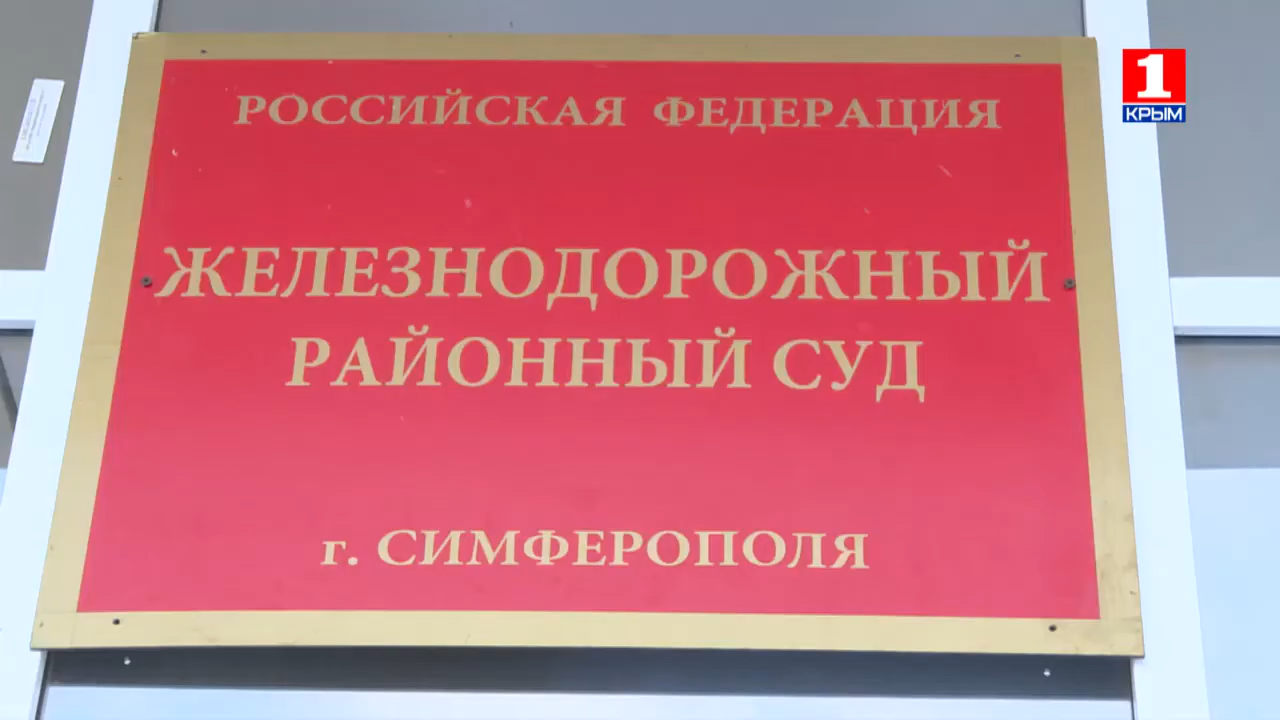 РОССИЙСКАЯ ФЕДЕРАЦИЯ
ЖЕЛЕЗНОДОРОЖНЫЙ
РАЙОННЫЙ СУД
г. СИМФЕРОПОЛЯ
1
КРЫМ